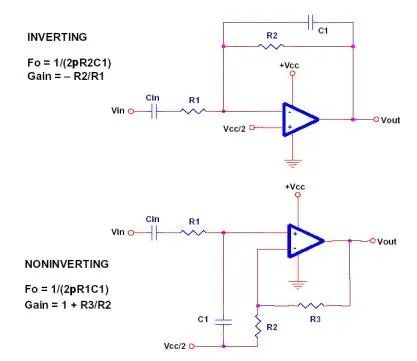 INVERTING
Fo = 1/(2pR2C1)
Gain = – R2/R1
C1
R2
+Vcc
Cin
R1
Vin
-
+
Vout
Vcc/2
+Vcc
Cin
R1
Vin
+
-
Vout
NONINVERTING
Fo = 1/(2pR1C1)
Gain = 1 + R3/R2
C1
R2
R3
Vcc/2